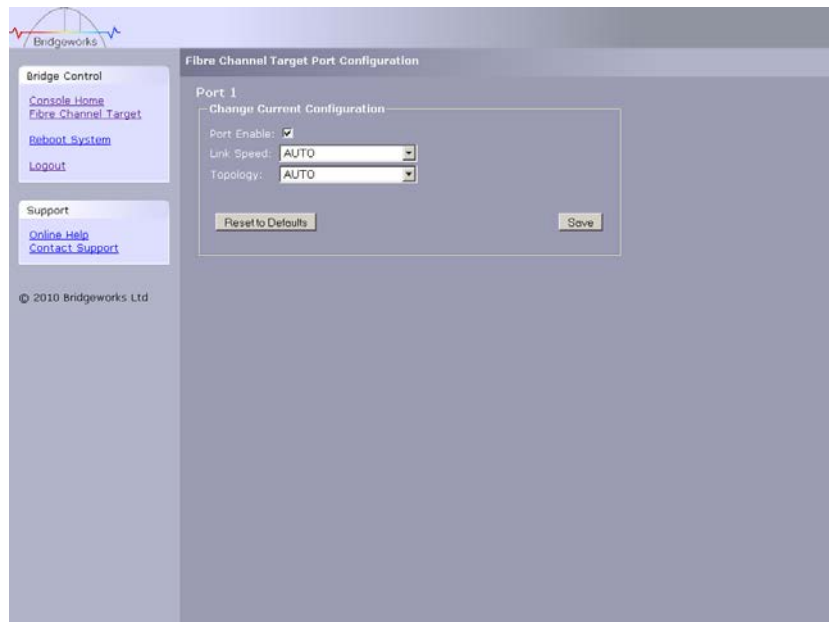 Bridgeworks
Fibre Channel Target Port Configuration
Bridge Control
Console Home
Fibre Channel Target
Reboot System
Logout
Support
Online Help
Contact Support
© 2010 Bridgeworks Ltd
Port 1
Change Current Configuration
Port Enable:
Link Speed: AUTO
Topology: AUTO
Reset to Defaults Save